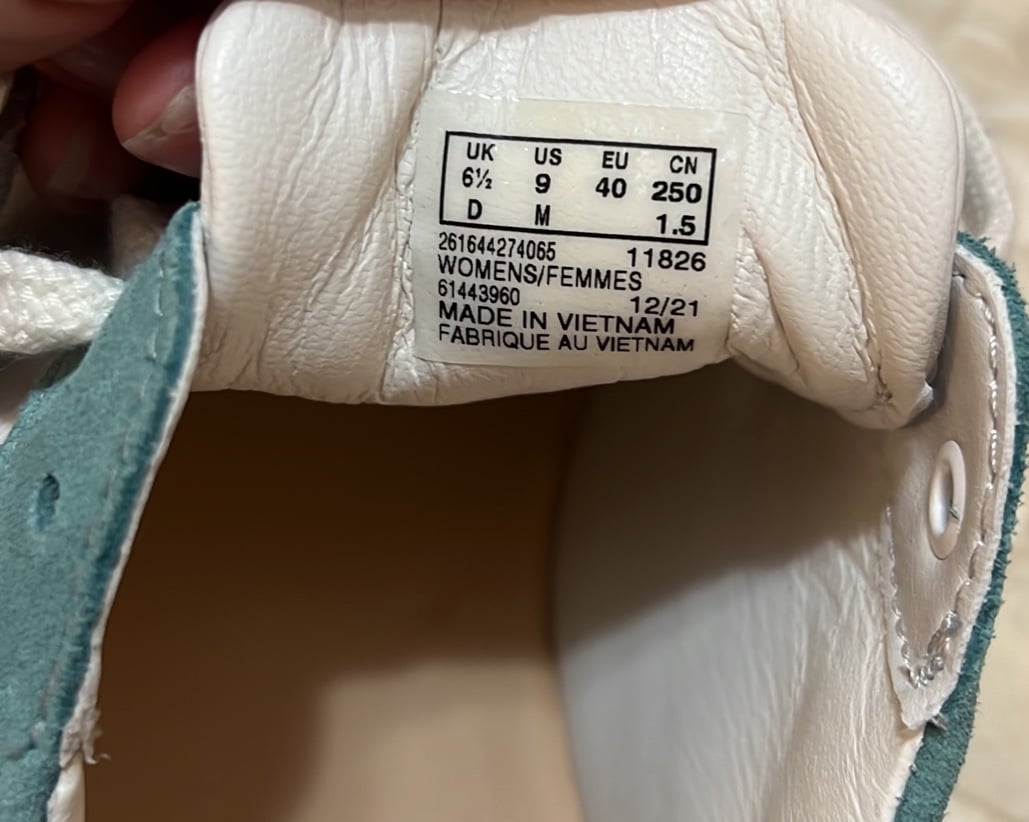 UK US EU CN
6½ 9 40 250
D M 1.5
261644274065 11826
WOMENS/FEMMES
61443960 12/21
MADE IN VIETNAM
FABRIQUE AU VIETNAM